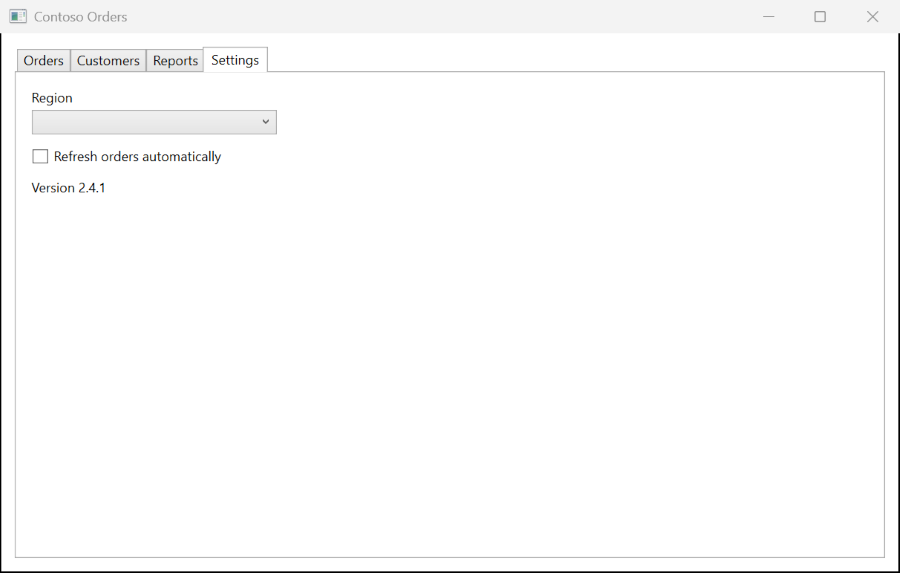 Contoso Orders
Orders Customers Reports Settings
Region
Refresh orders automatically
Version 2.4.1